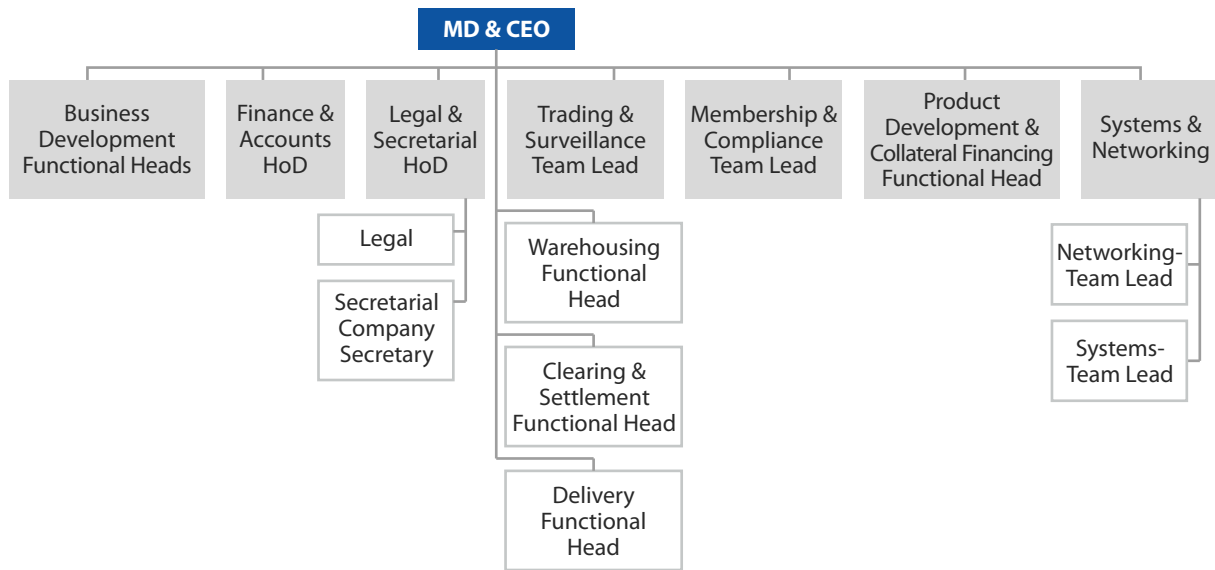 MD & CEO
Business
Development
Functional Heads
Finance &
Accounts
HoD
Legal &
Secretarial
HoD
Trading &
Surveillance
Team Lead
Membership &
Compliance
Team Lead
Product
Development &
Collateral Financing
Functional Head
Systems &
Networking
Legal
Secretarial
Company
Secretary
Warehousing
Functional
Head
Clearing &
Settlement
Functional Head
Delivery
Functional
Head
Networking-
Team Lead
Systems-
Team Lead